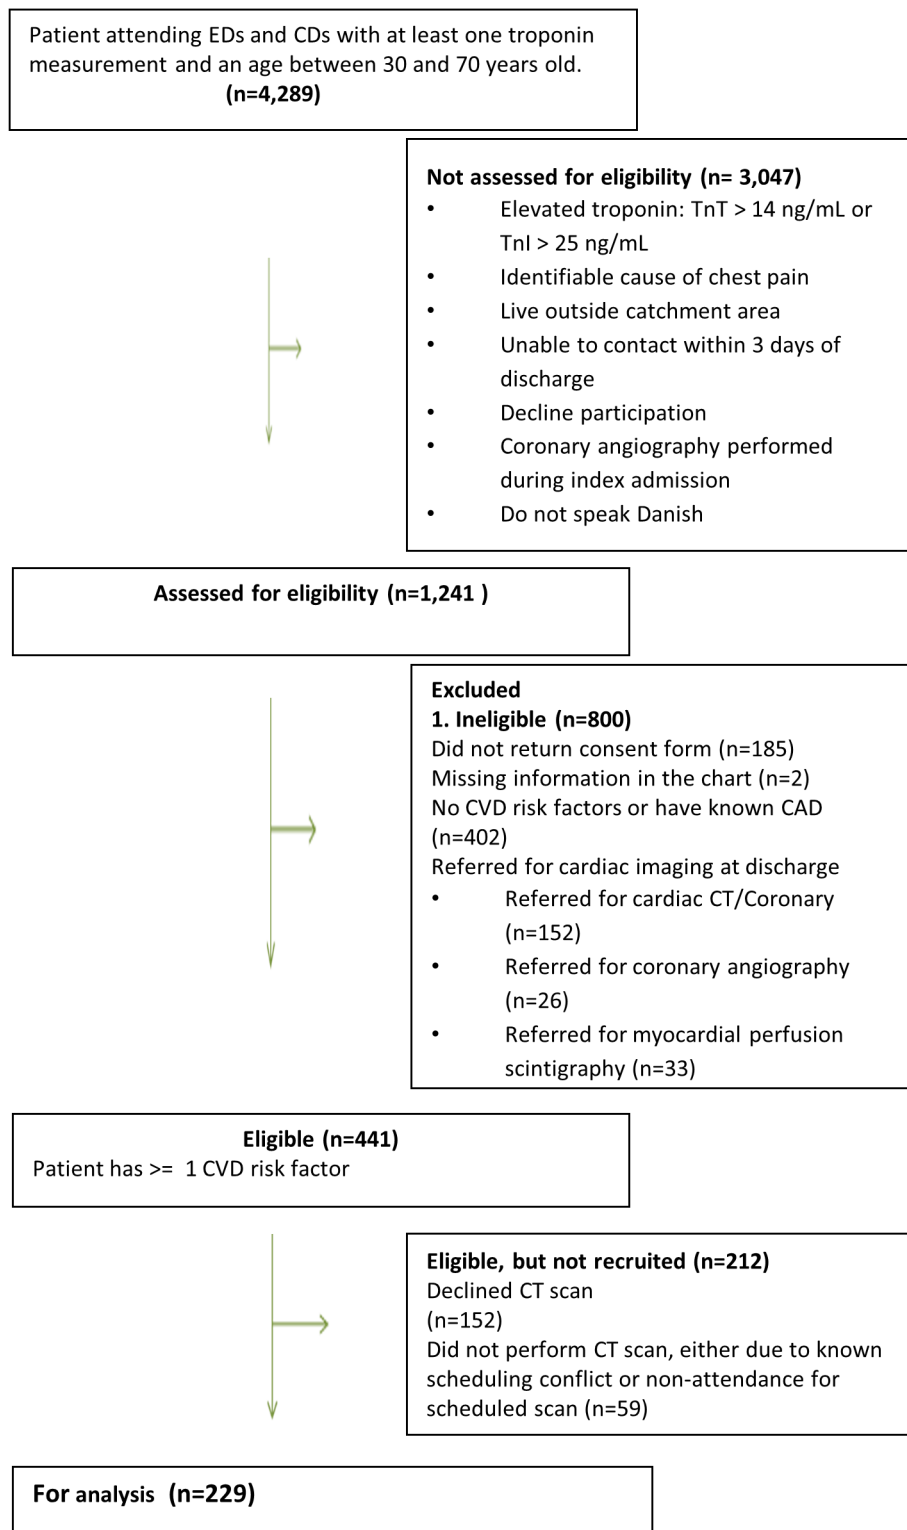 Patient attending EDs and CDs with at least one troponin
measurement and an age between 30 and 70 years old.
(n=4,289)
Not assessed for eligibility (n= 3,047)
• Elevated troponin: TnT > 14 ng/mL or
TnI > 25 ng/mL
• Identifiable cause of chest pain
• Live outside catchment area
• Unable to contact within 3 days of
discharge
• Decline participation
• Coronary angiography performed
during index admission
• Do not speak Danish
Assessed for eligibility (n=1,241 )
Excluded
1. Ineligible (n=800)
Did not return consent form (n=185)
Missing information in the chart (n=2)
No CVD risk factors or have known CAD
(n=402)
Referred for cardiac imaging at discharge
• Referred for cardiac CT/Coronary
(n=152)
• Referred for coronary angiography
(n=26)
• Referred for myocardial perfusion
scintigraphy (n=33)
Eligible (n=441)
Patient has >= 1 CVD risk factor
Eligible, but not recruited (n=212)
Declined CT scan
(n=152)
Did not perform CT scan, either due to known
scheduling conflict or non-attendance for
scheduled scan (n=59)
For analysis (n=229)